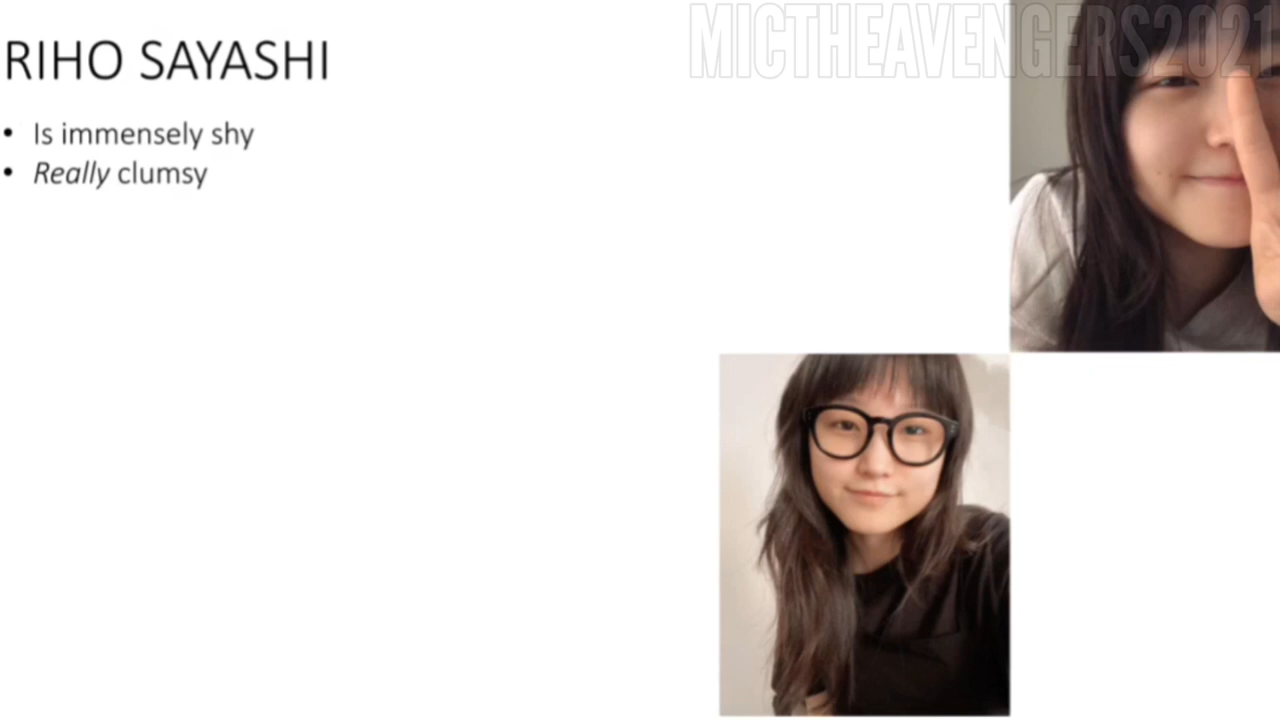 MICTHEAVENGERS2021
RIHO SAYASHI
• Is immensely shy
• Really clumsy